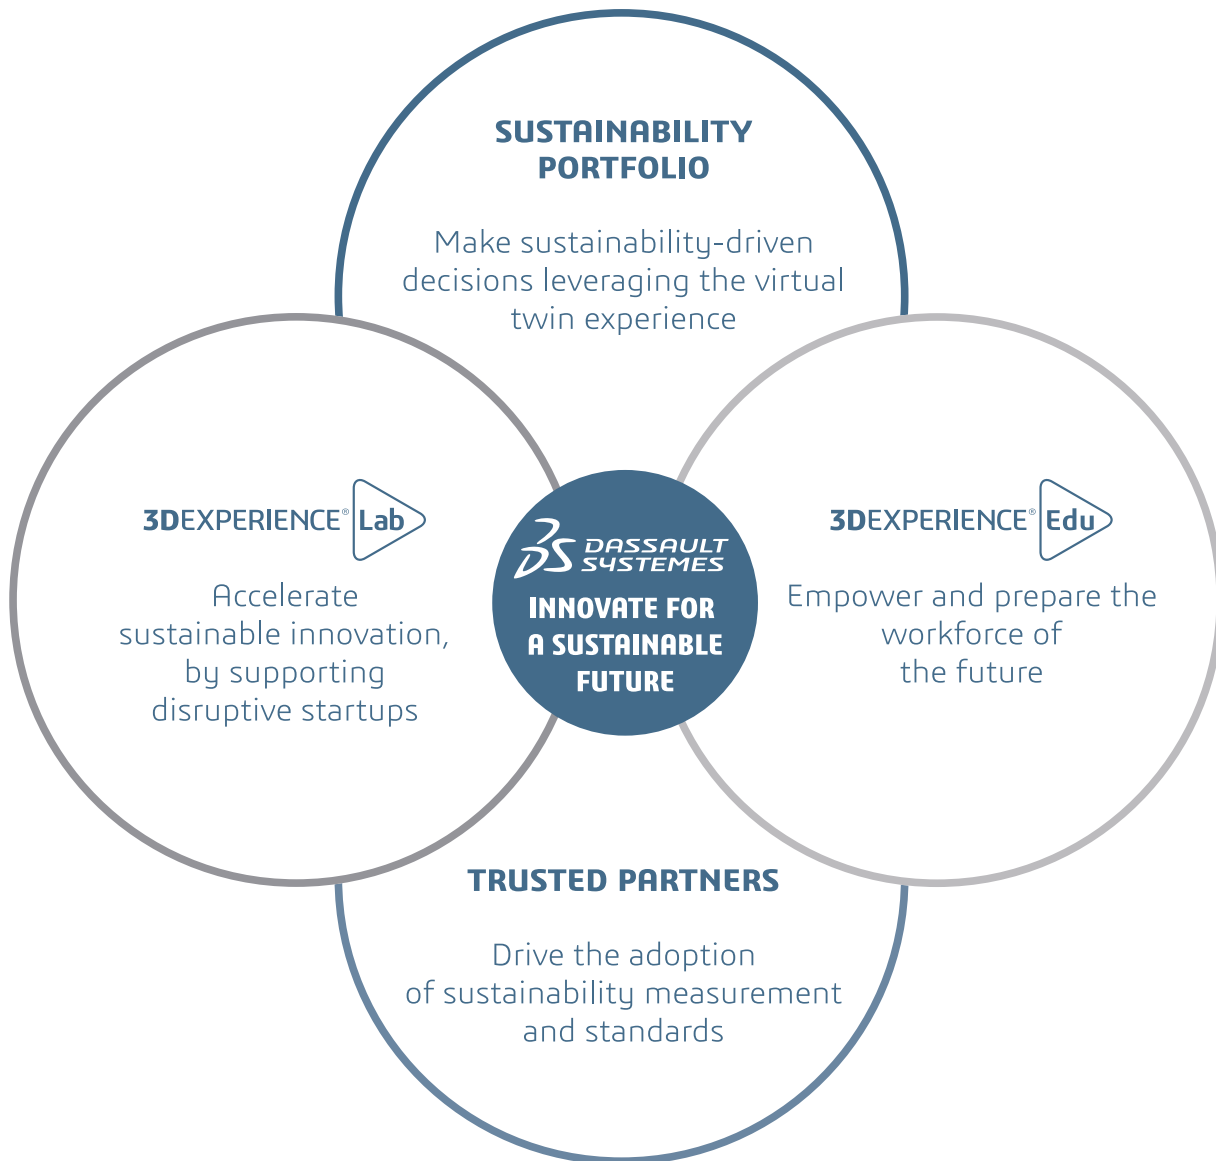 SUSTAINABILITY
PORTFOLIO
Make sustainability-driven
decisions leveraging the virtual
twin experience
3DEXPERIENCE® Lab
Accelerate
sustainable innovation,
by supporting
disruptive startups
3DS DASSAULT
SYSTEMES
INNOVATE FOR
A SUSTAINABLE
FUTURE
3DEXPERIENCE® Edu
Empower and prepare the
workforce of
the future
TRUSTED PARTNERS
Drive the adoption
of sustainability measurement
and standards